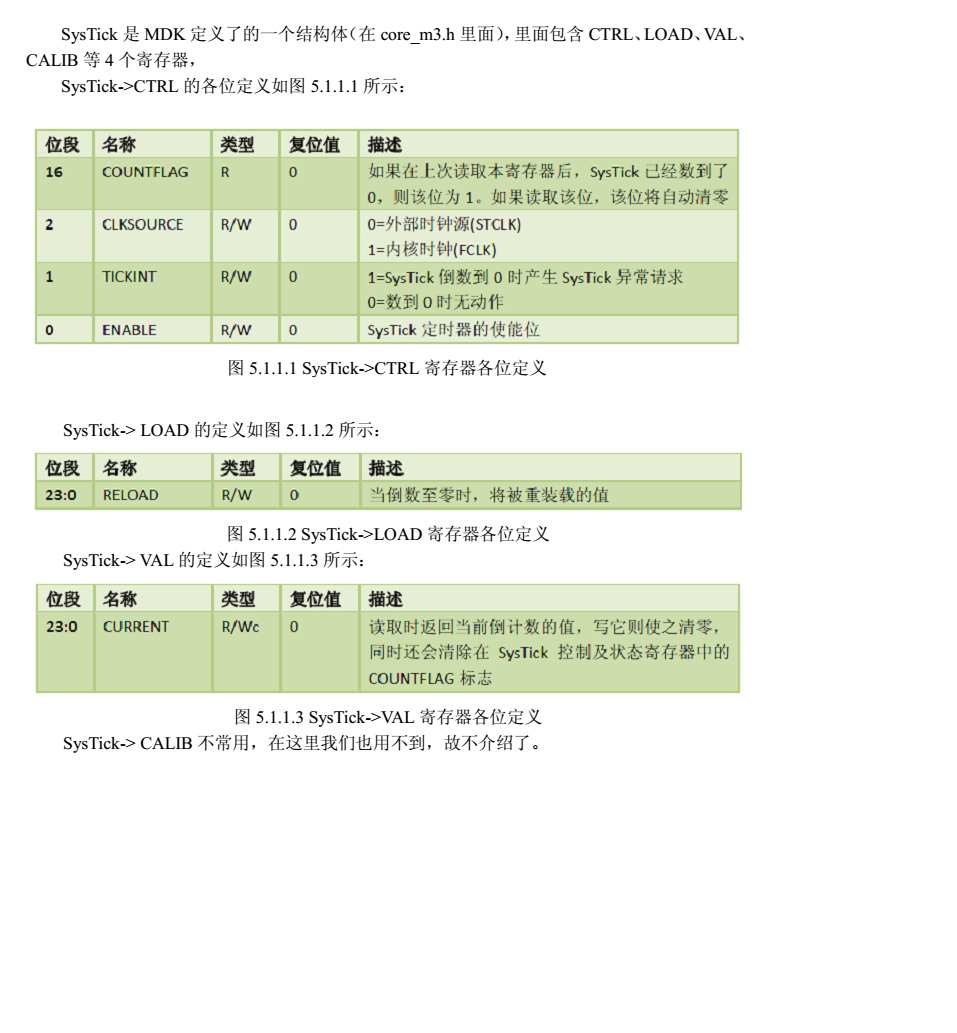 SysTick 是 MDK 定义了的一个结构体（在 core_m3.h 里面），里面包含 CTRL、LOAD、VAL、
CALIB 等 4 个寄存器，
SysTick->CTRL 的各位定义如图 5.1.1.1 所示：
位段 名称 类型 复位值 描述
16 COUNTFLAG R 0 如果在上次读取本寄存器后，SysTick 已经数到了
0，则该位为 1。如果读取该位，该位将自动清零
2 CLKSOURCE R/W 0 0=外部时钟源(STCLK)
1=内核时钟(FCLK)
1 TICKINT R/W 0 1=SysTick 倒数到 0 时产生 SysTick 异常请求
0=数到 0 时无动作
0 ENABLE R/W 0 SysTick 定时器的使能位
图 5.1.1.1 SysTick->CTRL 寄存器各位定义
SysTick-> LOAD 的定义如图 5.1.1.2 所示：
位段 名称 类型 复位值 描述
23:0 RELOAD R/W 0 当倒数至零时，将被重装载的值
图 5.1.1.2 SysTick->LOAD 寄存器各位定义
SysTick-> VAL 的定义如图 5.1.1.3 所示：
位段 名称 类型 复位值 描述
23:0 CURRENT R/Wc 0 读取时返回当前倒计数的值，写它则使之清零，
同时还会清除在 SysTick 控制及状态寄存器中的
COUNTFLAG 标志
图 5.1.1.3 SysTick->VAL 寄存器各位定义
SysTick-> CALIB 不常用，在这里我们也用不到，故不介绍了。